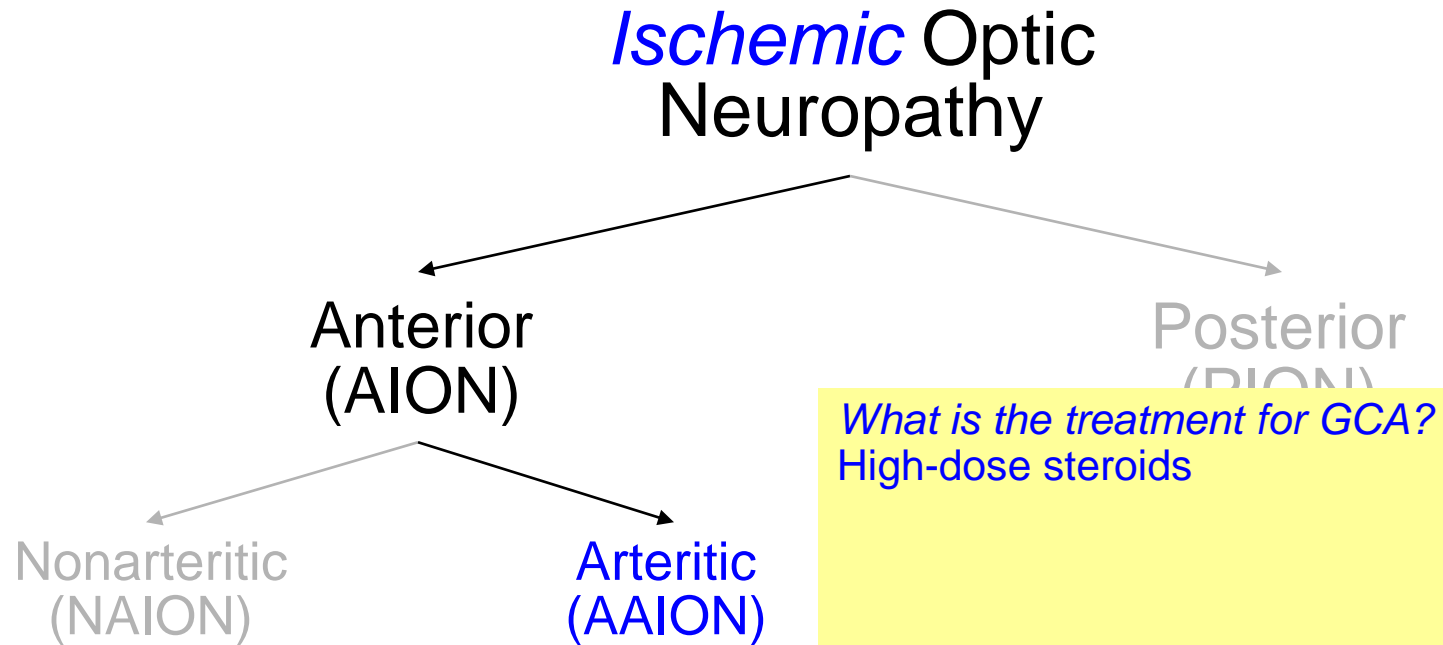 Ischemic Optic
Neuropathy
Anterior
(AION)
Posterior
(PION)
What is the treatment for GCA?
High-dose steroids
Nonarteritic
(NAION)
Arteritic
(AAION)